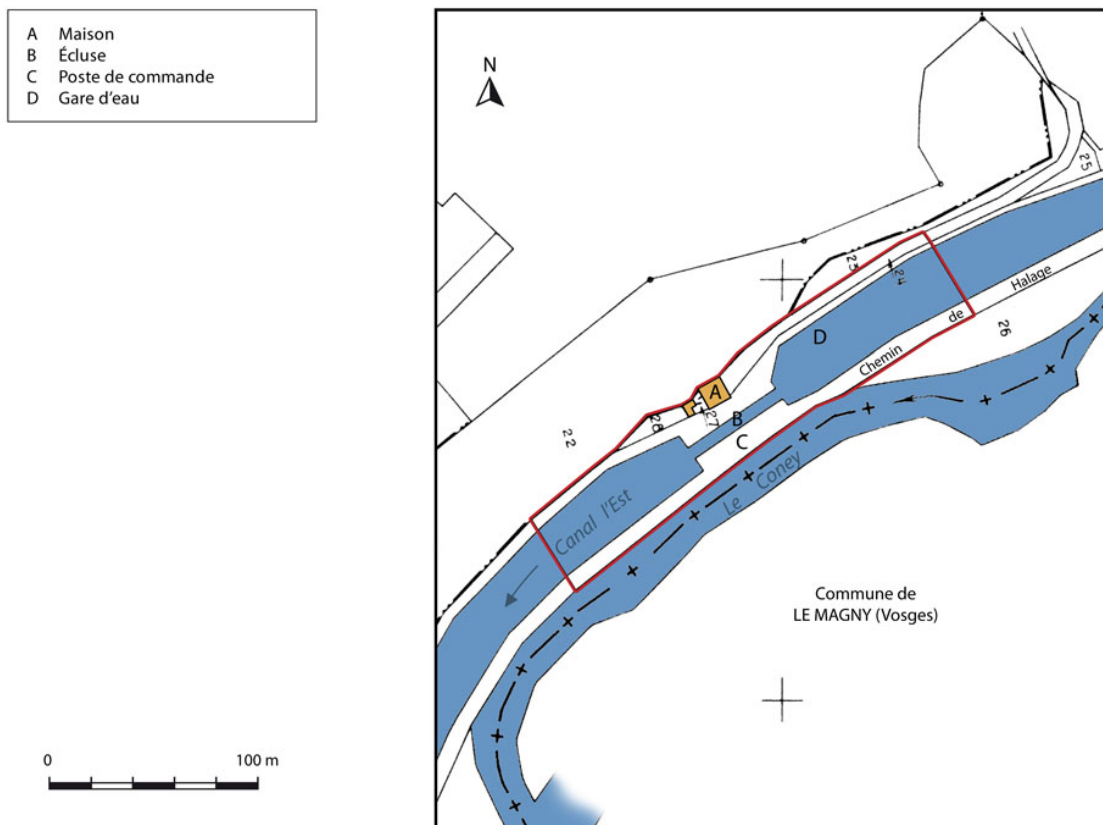 A Maison
B Écluse
C Poste de commande
D Gare d'eau
N
25
25
24
D
Chemin de Halage
26
A
27
28
B
C
22
Canal l'Est
Le Coney
Commune de
LE MAGNY (Vosges)
0 100 m